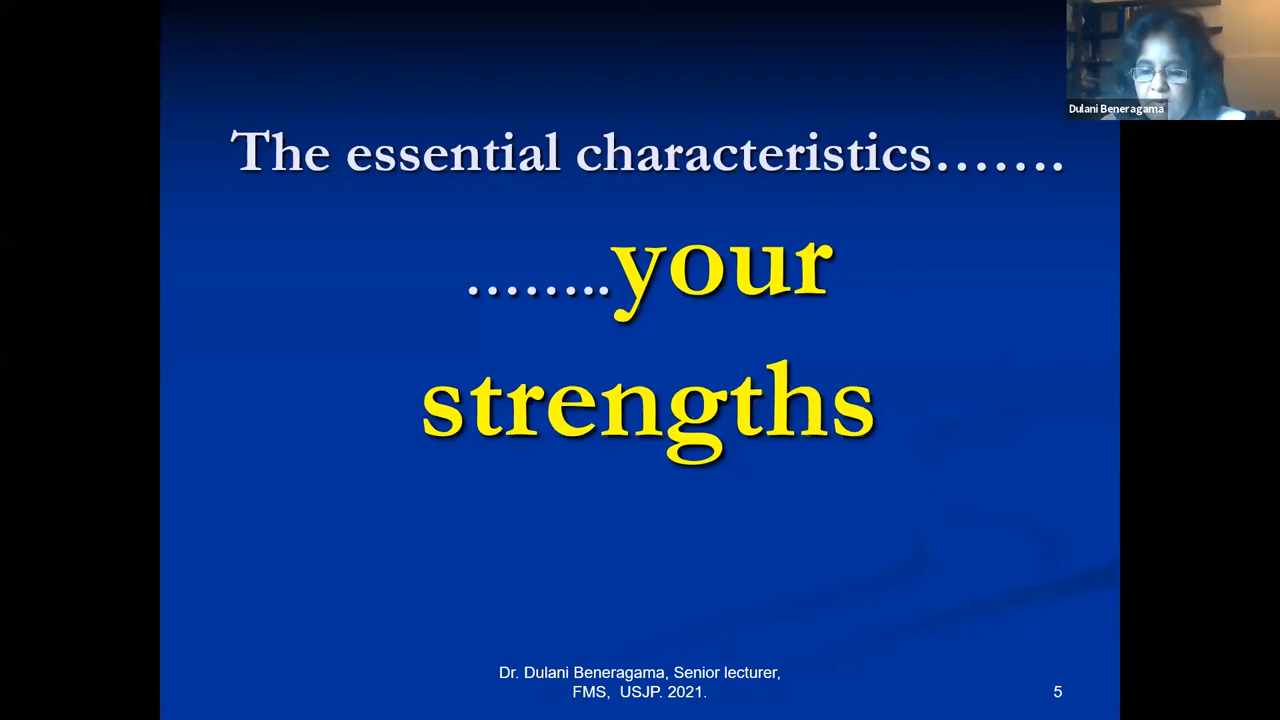 Dulani Beneragama
The essential characteristics…….
……..your
strengths
Dr. Dulani Beneragama, Senior lecturer,
FMS,  USJP. 2021.
5